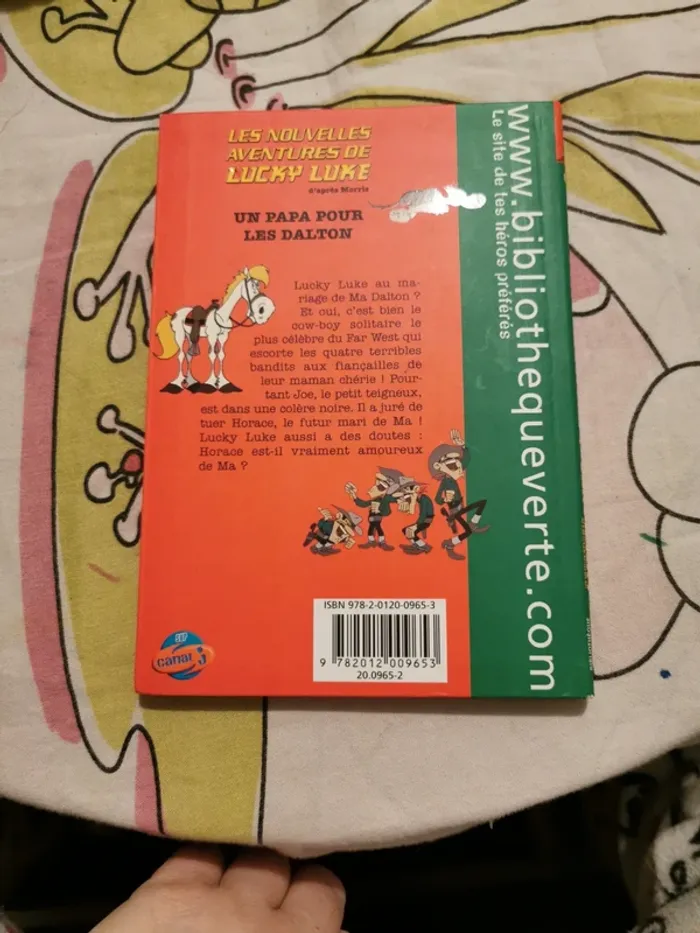 LES NOUVELLES
AVENTURES DE
LUCKY LUKE
d'après Morris
UN PAPA POUR
LES DALTON
Lucky Luke au ma-
riage de Ma Dalton ?
Et oui, c'est bien le
cow-boy solitaire le
plus célèbre du Far West qui
escorte les quatre terribles
bandits aux fiançailles de
leur maman chérie ! Pour-
tant Joe, le petit teigneux,
est dans une colère noire. Il a juré de
tuer Horace, le futur mari de Ma !
Lucky Luke aussi a des doutes :
Horace est-il vraiment amoureux
de Ma ?
www.bibliothequeverte.com
Le site de tes héros préférés
SUR
CANAL J
ISBN 978-2-0120-0965-3
9 782012 009653
20.0965-2